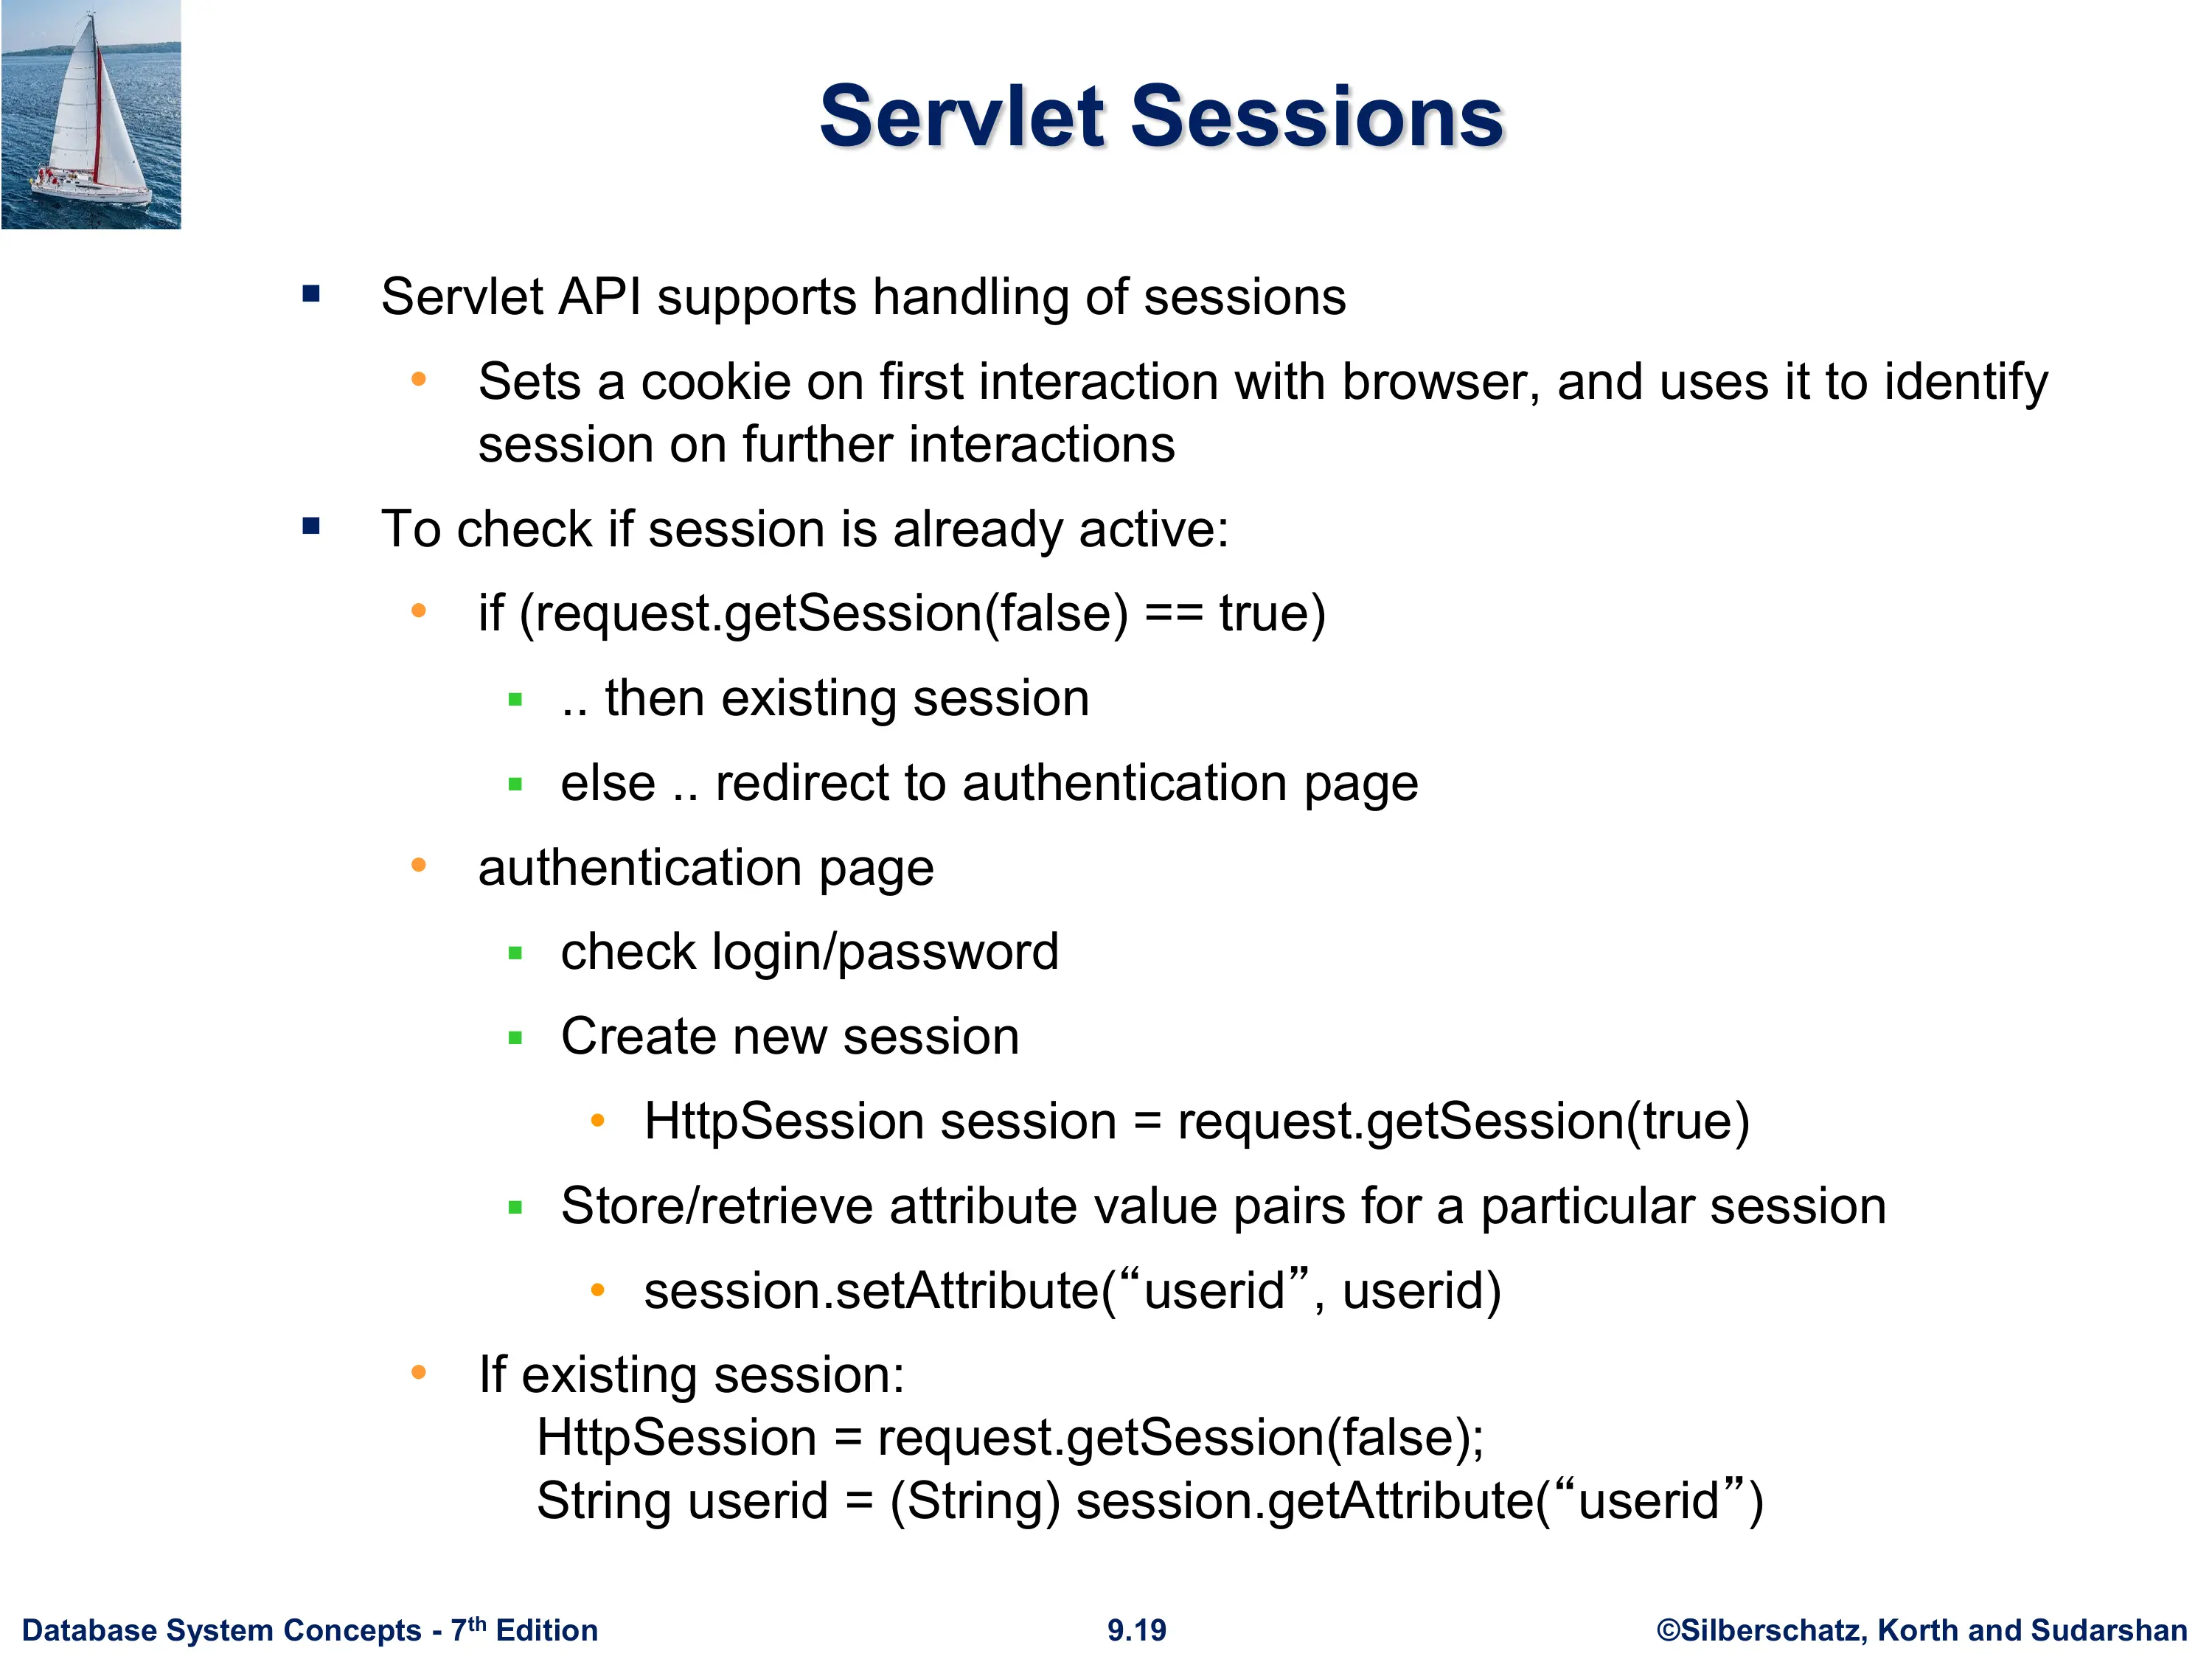 Servlet Sessions
▪ Servlet API supports handling of sessions
• Sets a cookie on first interaction with browser, and uses it to identify
session on further interactions
▪ To check if session is already active:
• if (request.getSession(false) == true)
▪ .. then existing session
▪ else .. redirect to authentication page
• authentication page
▪ check login/password
▪ Create new session
• HttpSession session = request.getSession(true)
▪ Store/retrieve attribute value pairs for a particular session
• session.setAttribute(“userid”, userid)
• If existing session:
HttpSession = request.getSession(false);
String userid = (String) session.getAttribute(“userid”)
Database System Concepts - 7th Edition
9.19
©Silberschatz, Korth and Sudarshan